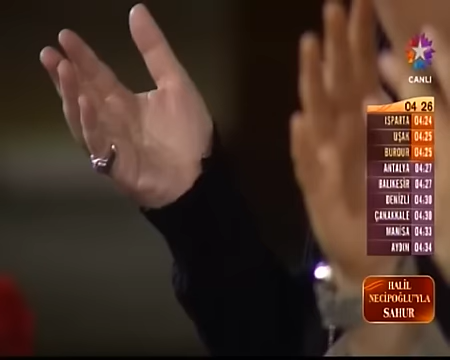 CANLI
04 26
ISPARTA 04:24
UŞAK 04:25
BURDUR 04:25
ANTALYA 04:27
BALIKESİR 04:27
DENİZLİ 04:30
ÇANAKKALE 04:30
MANİSA 04:33
AYDIN 04:34
HALİL
NECİPOĞLU'YLA
SAHUR